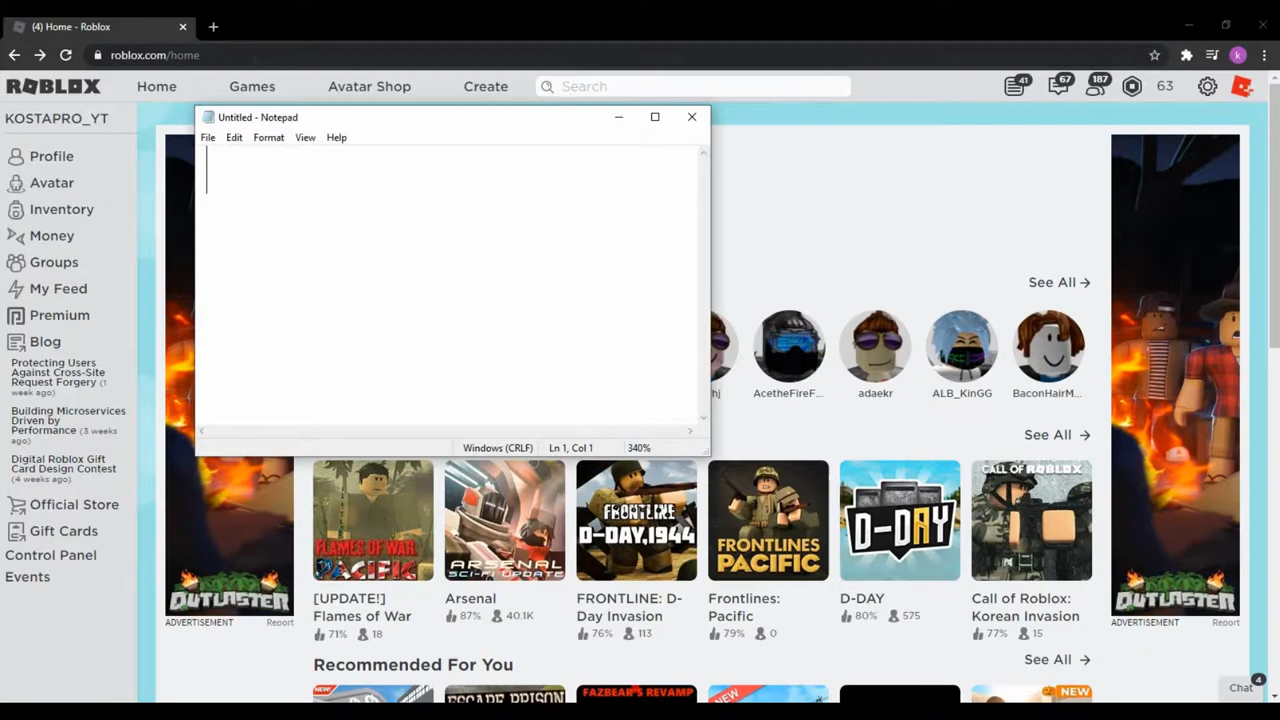 (4) Home - Roblox
roblox.com/home
ROBLOX
Home
Games
Avatar Shop
Create
Search
41
67
187
63
KOSTAPRO_YT
Profile
Avatar
Inventory
Money
Groups
My Feed
Premium
Blog
Protecting Users
Against Cross-Site
Request Forgery (1
week ago)
Building Microservices
Driven by
Performance (3 weeks
ago)
Digital Roblox Gift
Card Design Contest
(4 weeks ago)
Official Store
Gift Cards
Control Panel
Events
Untitled - Notepad
File Edit Format View Help
Windows (CRLF)
Ln 1, Col 1
340%
See All
hj
AcetheFireF...
adaekr
ALB_KinGG
BaconHairM...
See All
FLAMES OF WAR
PACIFIC
ARSENAL
SCI-FI UPDATE
FRONTLINE
D-DAY,1944
FRONTLINES
PACIFIC
D-DAY
CALL OF ROBLOX
[UPDATE!]
Flames of War
71% 18
Arsenal
87% 40.1K
FRONTLINE: D-
Day Invasion
76% 113
Frontlines:
Pacific
79% 0
D-DAY
80% 575
Call of Roblox:
Korean Invasion
77% 15
OUTLASTER
ADVERTISEMENT
Report
OUTLASTER
ADVERTISEMENT
Report
Recommended For You
See All
NEW
ESCAPE PRISON
FAZBEAR'S REVAMP
NEW
NEW
Chat
4